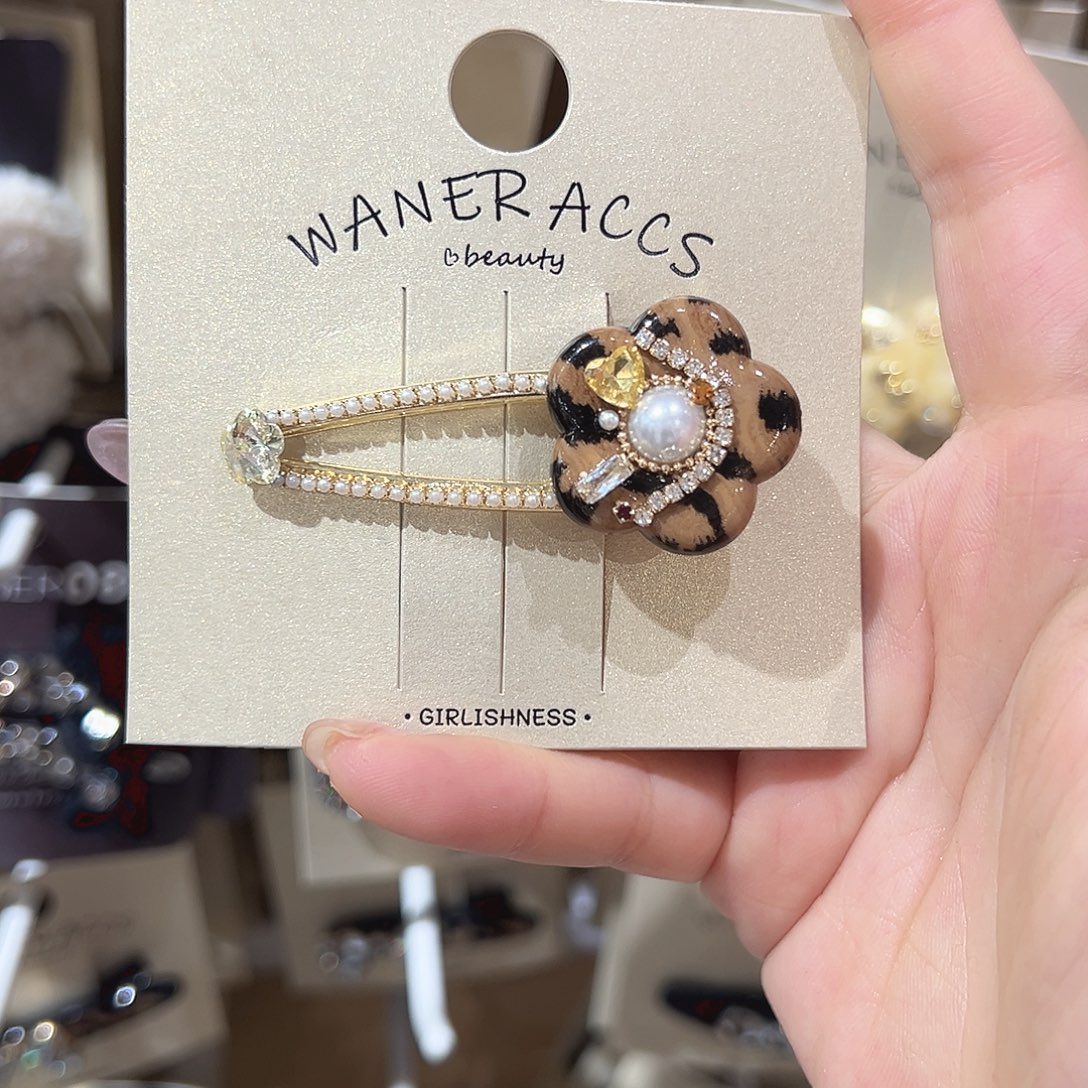 WANER ACCS
beauty
• GIRLISHNESS •